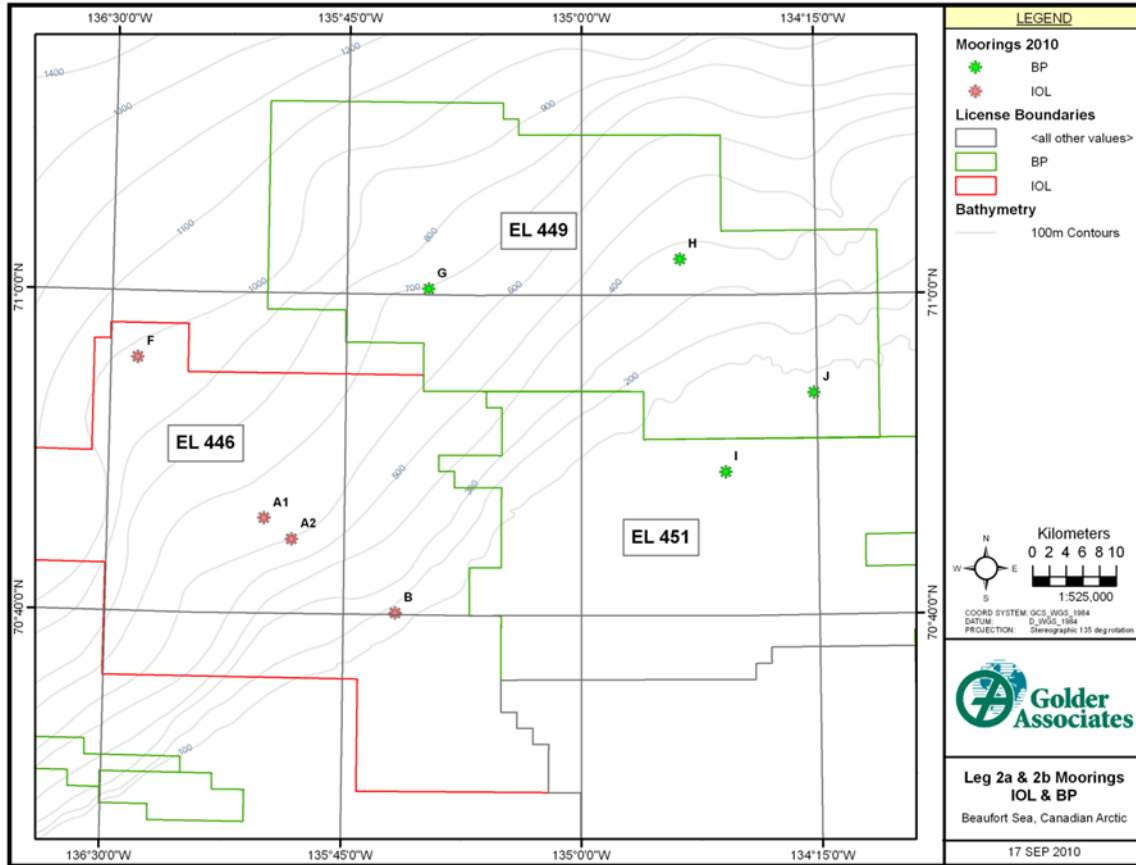 136°30'0"W 135°45'0"W 135°0'0"W 134°15'0"W
1400
1300
1200
900
1100
1000
800
700
600
400
200
500
300
100
EL 449
H
G
71°0'0"N
71°0'0"N
F
J
EL 446
I
A1
A2
EL 451
B
70°40'0"N
70°40'0"N
136°30'0"W 135°45'0"W 135°0'0"W 134°15'0"W
LEGEND
Moorings 2010
BP
IOL
License Boundaries
<all other values>
BP
IOL
Bathymetry
100m Contours
N
W E
S
Kilometers
0 2 4 6 8 10
1:525,000
COORD SYSTEM: GCS_WGS_1984
DATUM: D_WGS_1984
PROJECTION: Stereographic 135 deg rotation
Golder
Associates
Leg 2a & 2b Moorings
IOL & BP
Beaufort Sea, Canadian Arctic
17 SEP 2010